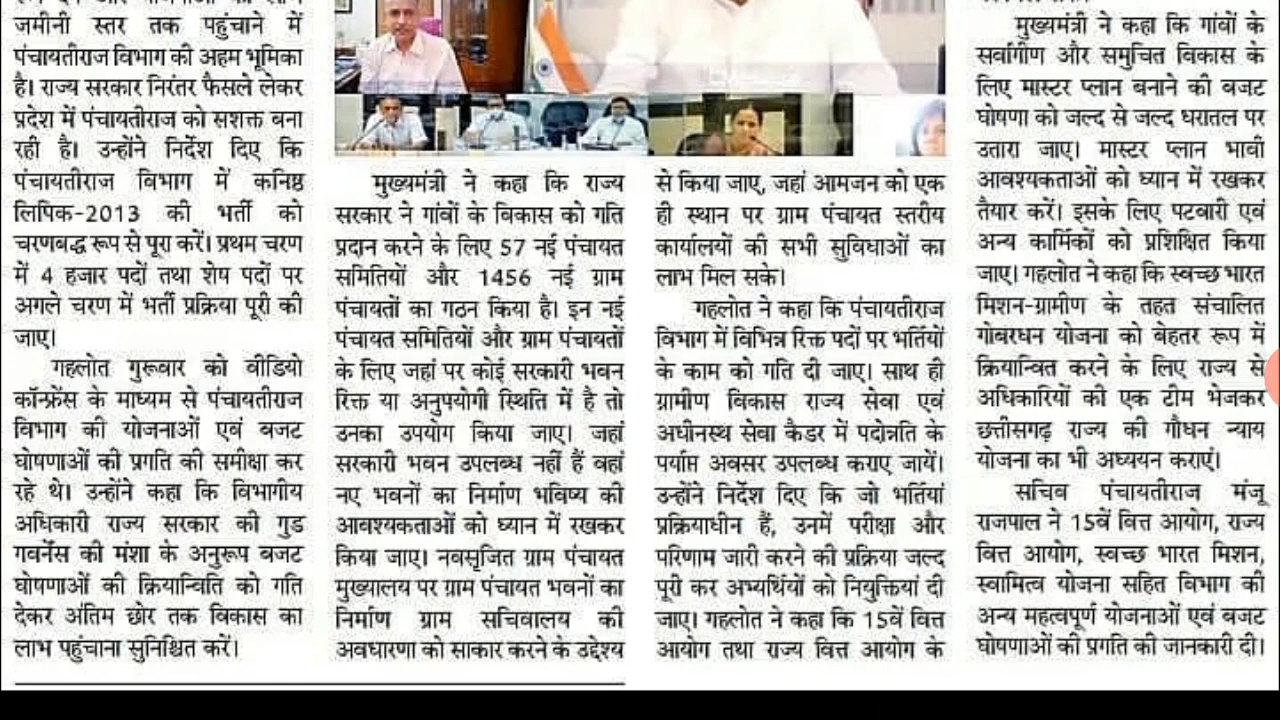 जमीनी स्तर तक पहुंचाने में
पंचायतीराज विभाग की अहम भूमिका
है। राज्य सरकार निरंतर फैसले लेकर
प्रदेश में पंचायतीराज को सशक्त बना
रही है। उन्होंने निर्देश दिए कि
पंचायतीराज विभाग में कनिष्ठ
लिपिक-2013 की भर्ती को
चरणबद्ध रूप से पूरा करें। प्रथम चरण
में 4 हजार पदों तथा शेष पदों पर
अगले चरण में भर्ती प्रक्रिया पूरी की
जाए।
गहलोत गुरूवार को वीडियो
कॉन्फ्रेंस के माध्यम से पंचायतीराज
विभाग की योजनाओं एवं बजट
घोषणाओं की प्रगति की समीक्षा कर
रहे थे। उन्होंने कहा कि विभागीय
अधिकारी राज्य सरकार की गुड
गवर्नेंस की मंशा के अनुरूप बजट
घोषणाओं की क्रियान्विति को गति
देकर अंतिम छोर तक विकास का
लाभ पहुंचाना सुनिश्चित करें।
मुख्यमंत्री ने कहा कि राज्य
सरकार ने गांवों के विकास को गति
प्रदान करने के लिए 57 नई पंचायत
समितियों और 1456 नई ग्राम
पंचायतों का गठन किया है। इन नई
पंचायत समितियों और ग्राम पंचायतों
के लिए जहां पर कोई सरकारी भवन
रिक्त या अनुपयोगी स्थिति में है तो
उनका उपयोग किया जाए। जहां
सरकारी भवन उपलब्ध नहीं हैं वहां
नए भवनों का निर्माण भविष्य की
आवश्यकताओं को ध्यान में रखकर
किया जाए। नवसृजित ग्राम पंचायत
मुख्यालय पर ग्राम पंचायत भवनों का
निर्माण ग्राम सचिवालय की
अवधारणा को साकार करने के उद्देश्य
से किया जाए, जहां आमजन को एक
ही स्थान पर ग्राम पंचायत स्तरीय
कार्यालयों की सभी सुविधाओं का
लाभ मिल सके।
गहलोत ने कहा कि पंचायतीराज
विभाग में विभिन्न रिक्त पदों पर भर्तियों
के काम को गति दी जाए। साथ ही
ग्रामीण विकास राज्य सेवा एवं
अधीनस्थ सेवा कैडर में पदोन्नति के
पर्याप्त अवसर उपलब्ध कराए जायें।
उन्होंने निर्देश दिए कि जो भर्तियां
प्रक्रियाधीन हैं, उनमें परीक्षा और
परिणाम जारी करने की प्रक्रिया जल्द
पूरी कर अभ्यर्थियों को नियुक्तियां दी
जाए। गहलोत ने कहा कि 15वें वित्त
आयोग तथा राज्य वित्त आयोग के
मुख्यमंत्री ने कहा कि गांवों के
सर्वांगीण और समुचित विकास के
लिए मास्टर प्लान बनाने की बजट
घोषणा को जल्द से जल्द धरातल पर
उतारा जाए। मास्टर प्लान भावी
आवश्यकताओं को ध्यान में रखकर
तैयार करें। इसके लिए पटवारी एवं
अन्य कार्मिकों को प्रशिक्षित किया
जाए। गहलोत ने कहा कि स्वच्छ भारत
मिशन-ग्रामीण के तहत संचालित
गोबरधन योजना को बेहतर रूप में
क्रियान्वित करने के लिए राज्य से
अधिकारियों की एक टीम भेजकर
छत्तीसगढ़ राज्य की गौधन न्याय
योजना का भी अध्ययन कराएं।
सचिव पंचायतीराज मंजू
राजपाल ने 15वें वित्त आयोग, राज्य
वित्त आयोग, स्वच्छ भारत मिशन,
स्वामित्व योजना सहित विभाग की
अन्य महत्वपूर्ण योजनाओं एवं बजट
घोषणाओं की प्रगति की जानकारी दी।